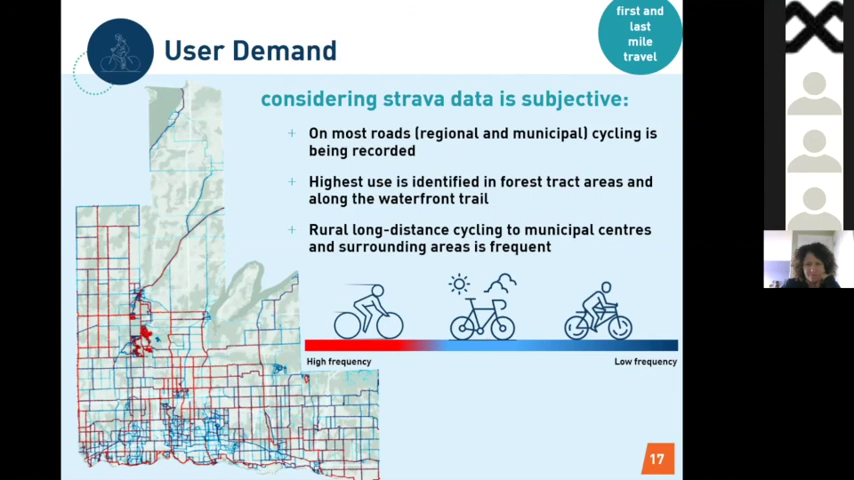 User Demand
first and
last
mile
travel
considering strava data is subjective:
+ On most roads (regional and municipal) cycling is
being recorded
+ Highest use is identified in forest tract areas and
along the waterfront trail
+ Rural long-distance cycling to municipal centres
and surrounding areas is frequent
High frequency
Low frequency
17